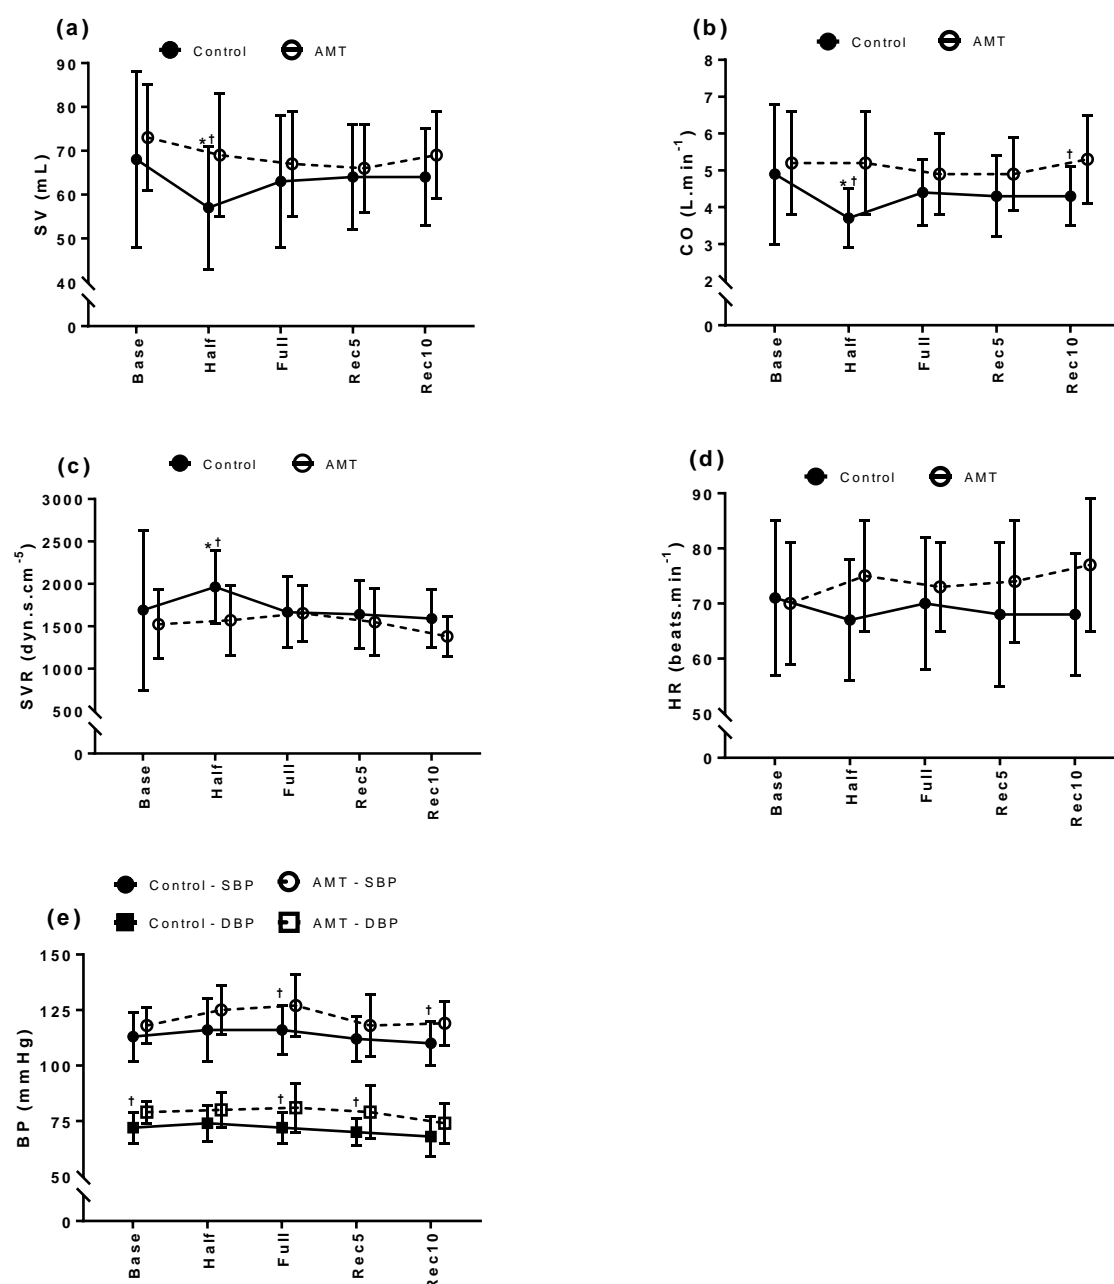 (a)
Control AMT
SV (mL)
90
80
70
60
50
40
0
*†
Base Half Full Rec5 Rec10
(b)
Control AMT
CO (L.min⁻¹)
8
7
6
5
4
3
2
0
*†
†
Base Half Full Rec5 Rec10
(c)
Control AMT
SVR (dyn.s.cm⁻⁵)
3000
2500
2000
1500
1000
500
0
*†
Base Half Full Rec5 Rec10
(d)
Control AMT
HR (beats.min⁻¹)
90
80
70
60
50
0
Base Half Full Rec5 Rec10
Control - SBP AMT - SBP
(e)
Control - DBP AMT - DBP
BP (mmHg)
150
125
100
75
50
0
† †
† † †
Base Half Full Rec5 Rec10